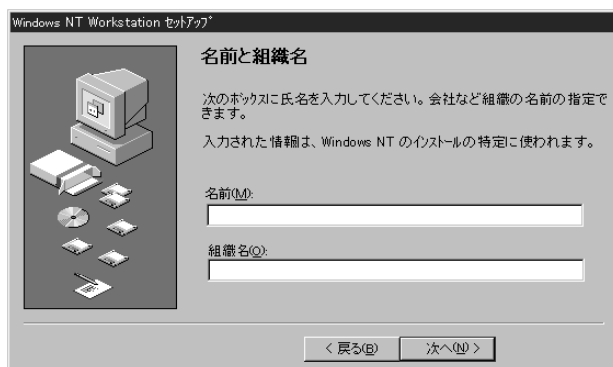 Windows NT Workstation ｾｯﾄｱｯﾌﾟ
名前と組織名
次のﾎﾞｯｸｽに氏名を入力してください。会社など組織の名前の指定で
きます。
入力された情報は、Windows NT のｲﾝｽﾄｰﾙの特定に使われます。
名前(M):
組織名(O):
< 戻る(B)
次へ(N) >